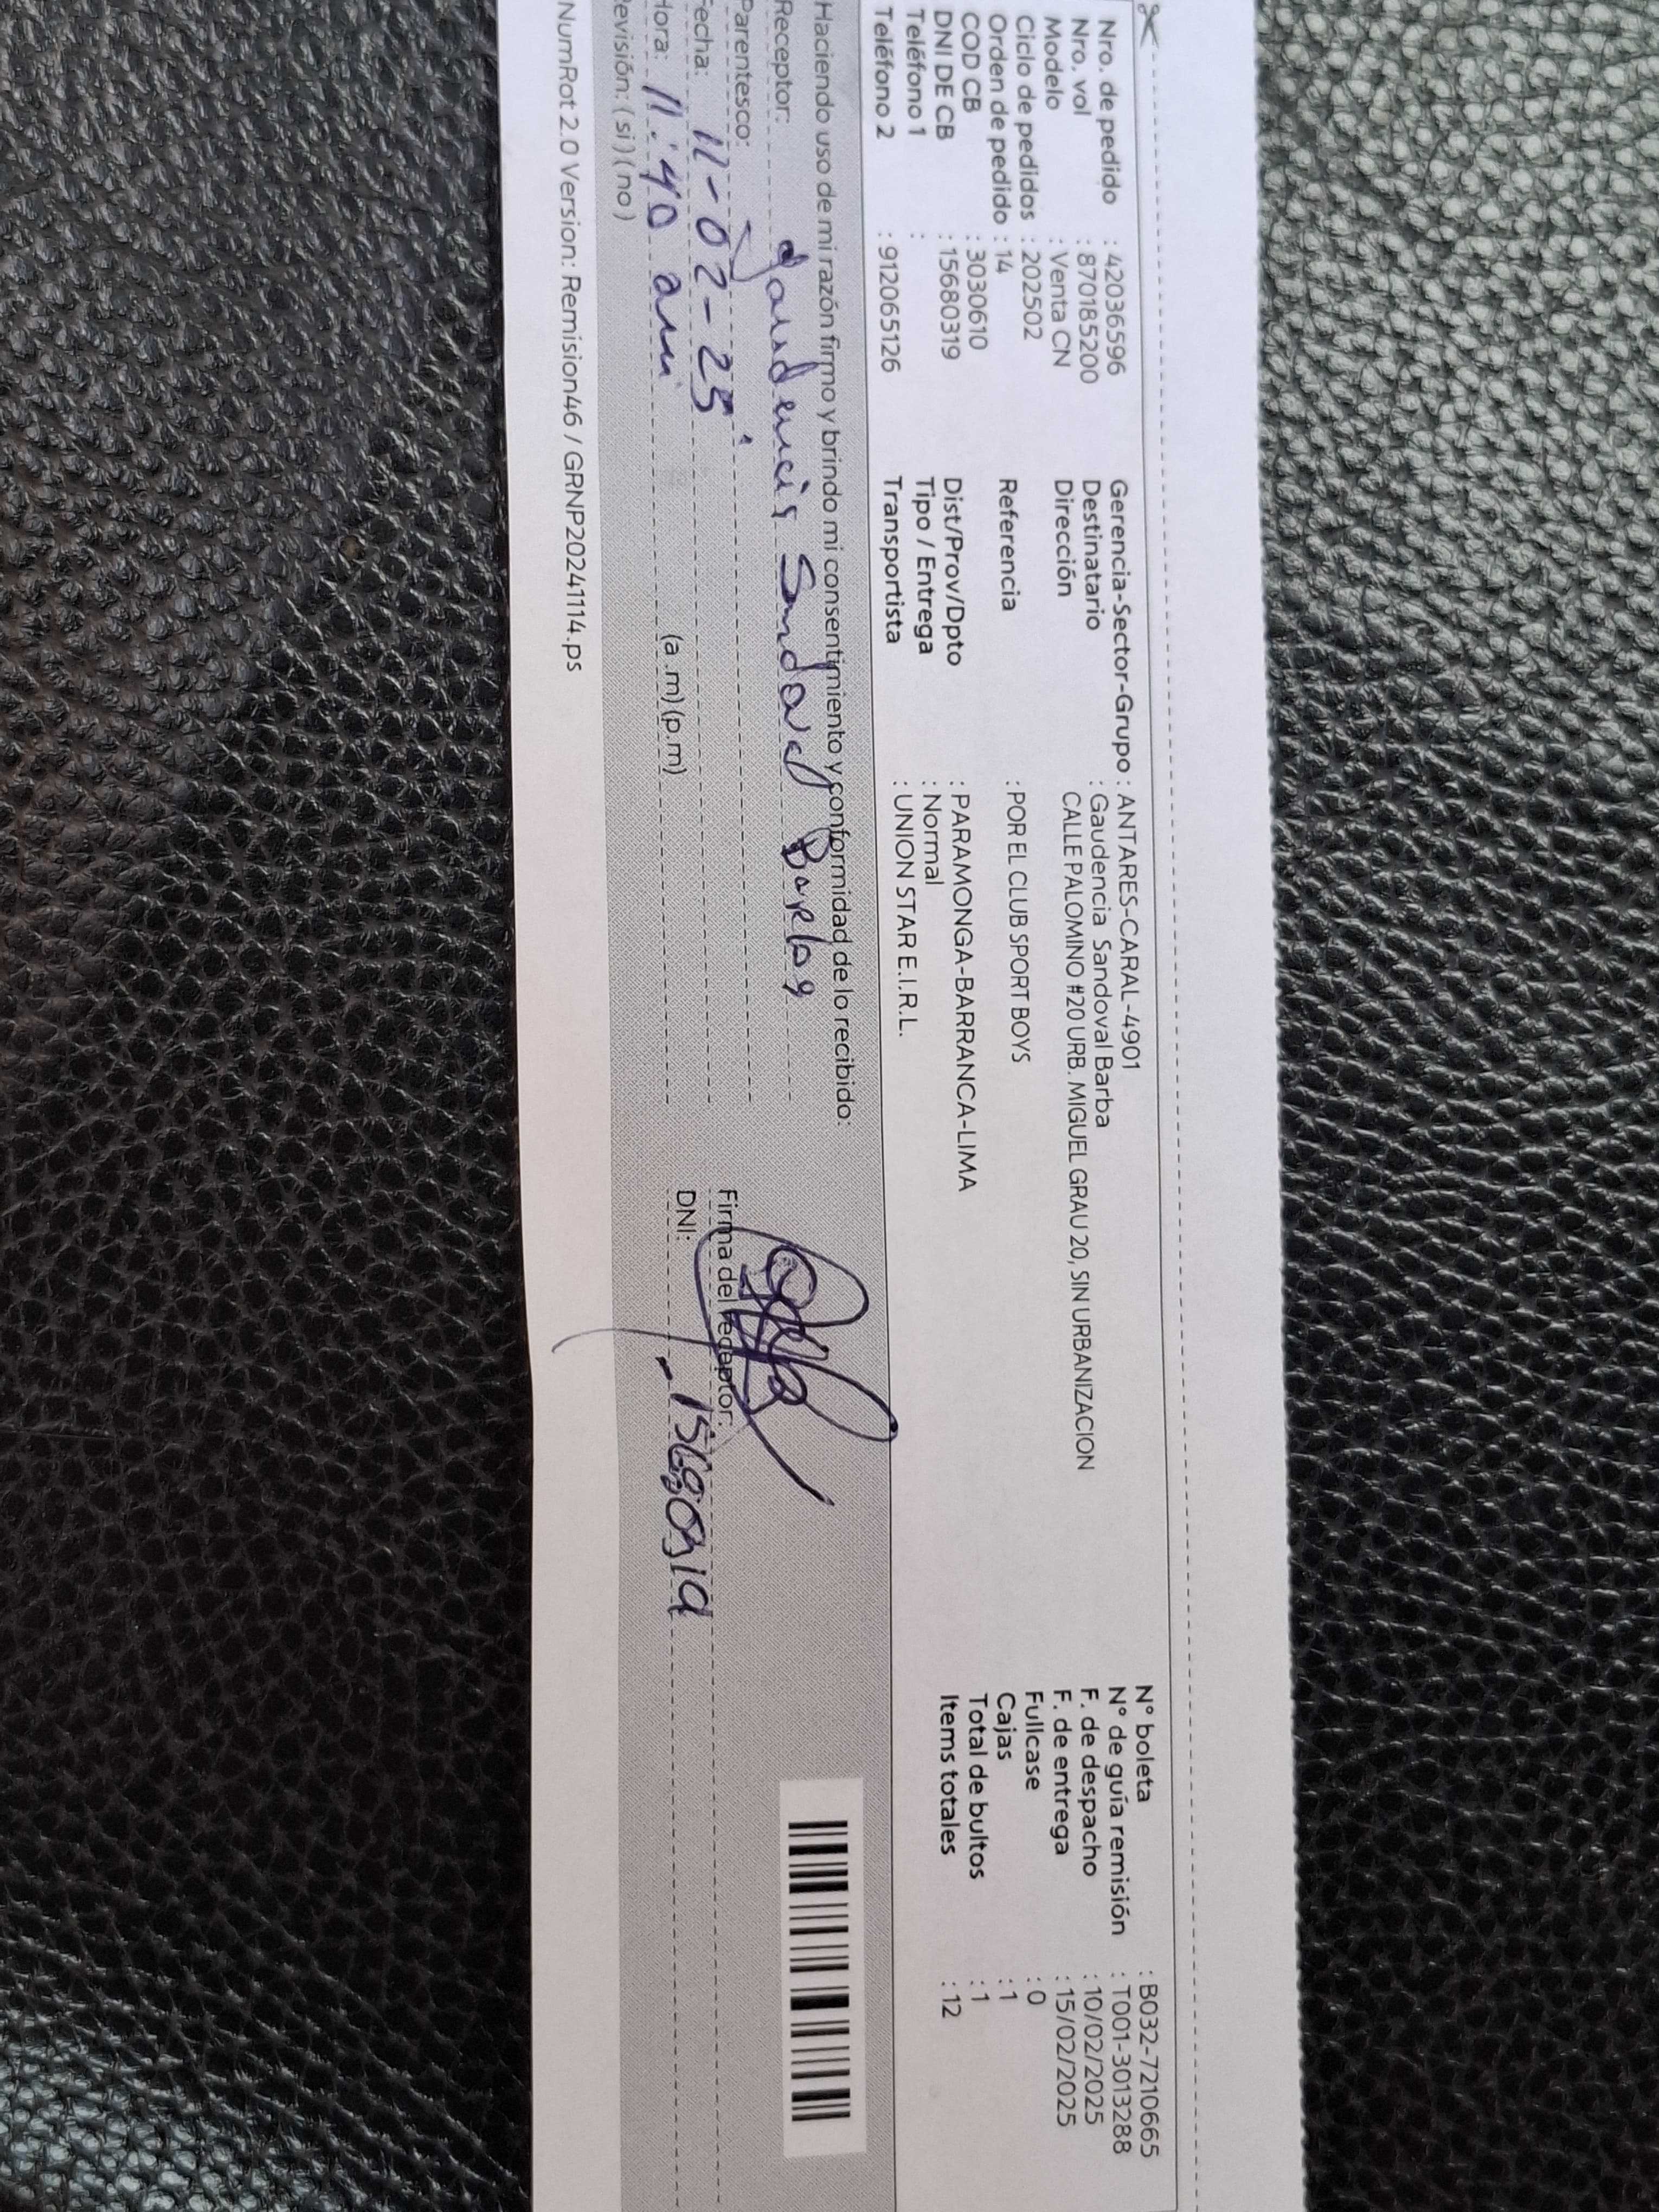 Nro. de pedido : 420365596
Nro. vol : 870185200
Modelo : Venta CN
Ciclo de pedidos : 202502
Orden de pedido : 14
COD CB : 3030610
DNI DE CB : 15680319
Teléfono 1 :
Teléfono 2 : 912065126
Gerencia-Sector-Grupo : ANTARES-CARAL-4901
Destinatario : Gaudencia Sandoval Barba
Dirección CALLE PALOMINO #20 URB. MIGUEL GRAU 20, SIN URBANIZACION
Referencia : POR EL CLUB SPORT BOYS
Dist/Prov/Dpto : PARAMONGA-BARRANCA-LIMA
Tipo / Entrega : Normal
Transportista : UNION STAR E.I.R.L.
N° boleta : B032-7210665
N° de guía remisión : T001-3013288
F. de despacho : 10/02/2025
F. de entrega : 15/02/2025
Fullcase : 0
Cajas : 1
Total de bultos : 1
Items totales : 12
Haciendo uso de mi razón firmo y brindo mi consentimiento y conformidad de lo recibido:
Receptor: Gaudencia Sandoval
Parentesco:
Fecha: 11-02-25
Hora: 11:40 am (a.m) (p.m)
Revisión: (si) (no)
Firma del receptor:
DNI:
NumRot 2.0 Version: Remision46 / GRNP20241114.ps